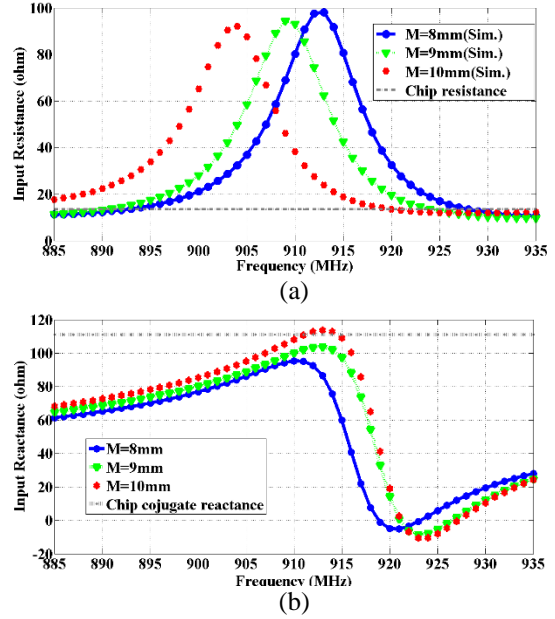 100
80
60
40
20
0
Input Resistance (ohm)
M=8mm(Sim.)
M=9mm(Sim.)
M=10mm(Sim.)
Chip resistance
885 890 895 900 905 910 915 920 925 930 935
Frequency (MHz)
(a)
120
100
80
60
40
20
0
-20
Input Reactance (ohm)
M=8mm
M=9mm
M=10mm
Chip cojugate reactance
885 890 895 900 905 910 915 920 925 930 935
Frequency (MHz)
(b)